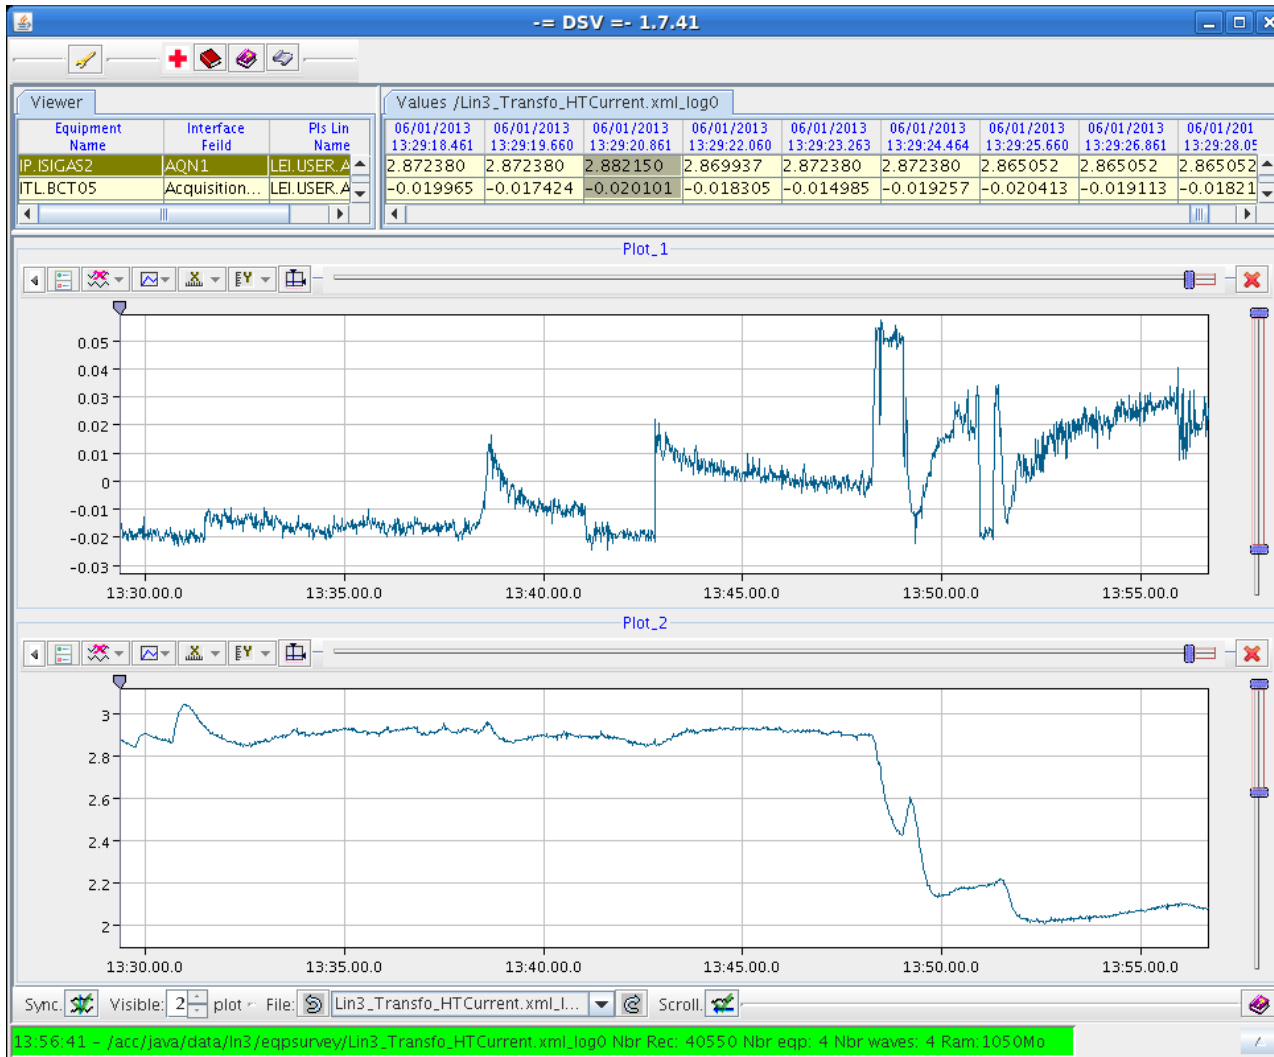 -= DSV =- 1.7.41
Viewer
Values /Lin3_Transfo_HTCurrent.xml_log0
Equipment Name Interface Feild Pls Lin Name
06/01/2013 13:29:18.461 06/01/2013 13:29:19.660 06/01/2013 13:29:20.861 06/01/2013 13:29:22.060 06/01/2013 13:29:23.263 06/01/2013 13:29:24.464 06/01/2013 13:29:25.660 06/01/2013 13:29:26.861 06/01/201 13:29:28.05
IP.ISIGAS2 AQN1 LEI.USER.A 2.872380 2.872380 2.882150 2.869937 2.872380 2.872380 2.865052 2.865052 2.865052
ITL.BCT05 Acquisition... LEI.USER.A -0.019965 -0.017424 -0.020101 -0.018305 -0.014985 -0.019257 -0.020413 -0.019113 -0.01821
Plot_1
X Y
0.05
0.04
0.03
0.02
0.01
0
-0.01
-0.02
-0.03
13:30:00.0 13:35:00.0 13:40:00.0 13:45:00.0 13:50:00.0 13:55:00.0
Plot_2
X Y
3
2.8
2.6
2.4
2.2
2
13:30:00.0 13:35:00.0 13:40:00.0 13:45:00.0 13:50:00.0 13:55:00.0
Sync. Visible: 2 plot File: Lin3_Transfo_HTCurrent.xml_l... Scroll.
13:56:41 - /acc/java/data/ln3/eqpsurvey/Lin3_Transfo_HTCurrent.xml_log0 Nbr Rec: 40550 Nbr eqp: 4 Nbr waves: 4 Ram:1050Mo